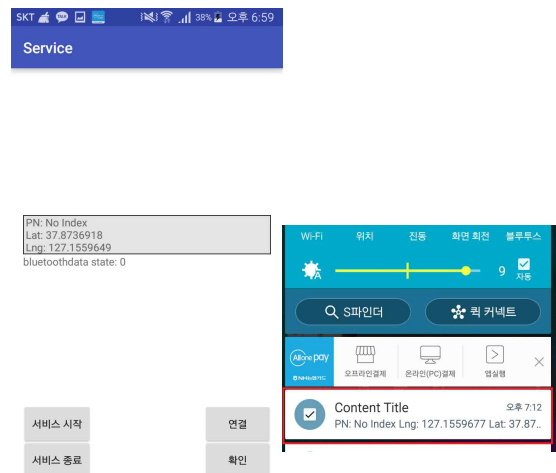 SKT
38%
오후 6:59
Service
PN: No Index
Lat: 37.8736918
Lng: 127.1559649
bluetoothdata state: 0
서비스 시작
연결
서비스 종료
확인
Wi-Fi 위치 진동 화면 회전 블루투스
A
9
자동
S파인더
퀵 커넥트
Allone pay
오프라인결제
온라인(PC)결제
앱실행
Content Title
오후 7:12
PN: No Index Lng: 127.1559677 Lat: 37.87..